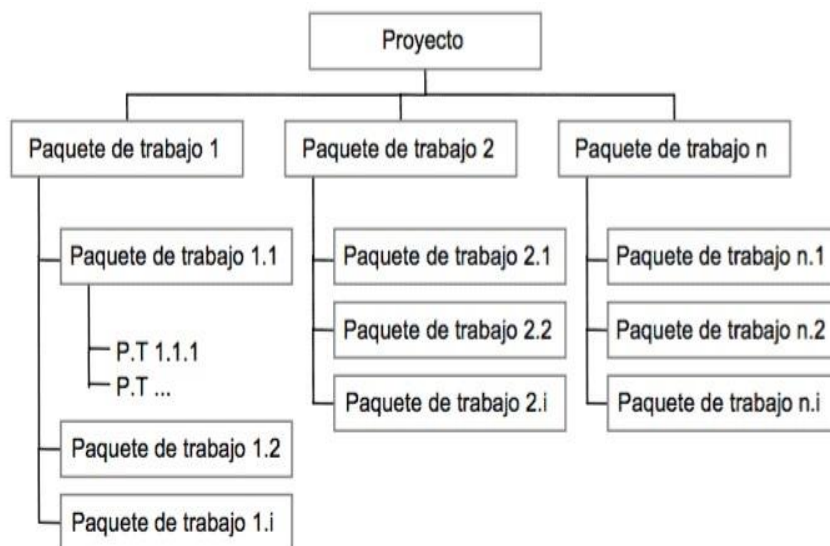 Proyecto
Paquete de trabajo 1
Paquete de trabajo 2
Paquete de trabajo n
Paquete de trabajo 1.1
P.T 1.1.1
P.T ...
Paquete de trabajo 1.2
Paquete de trabajo 1.i
Paquete de trabajo 2.1
Paquete de trabajo 2.2
Paquete de trabajo 2.i
Paquete de trabajo n.1
Paquete de trabajo n.2
Paquete de trabajo n.i